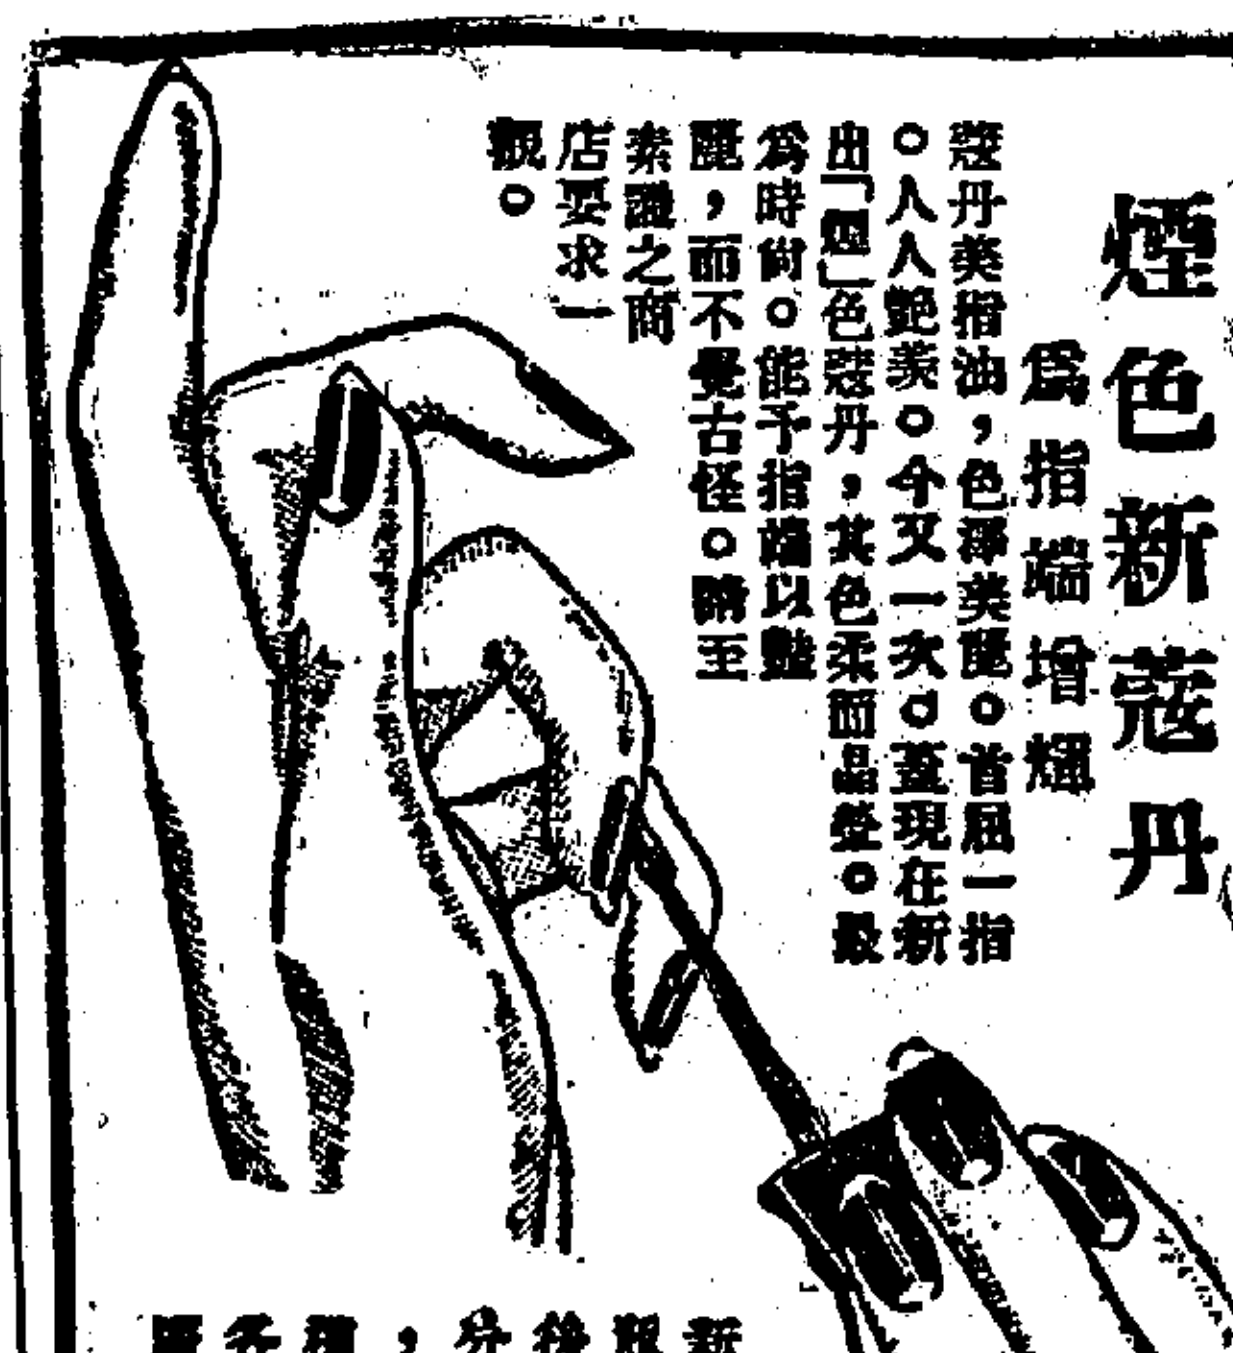 煙色新蔻丹
爲指端增輝
蔻丹美指油，色澤美麗。首屈一指
。人人艷羨。今又一次。蓋現在新
出「煙」色蔻丹，其色柔而晶瑩。最
爲時尚。能予指端以豔
麗，而不覺古怪。請至
素識之商
店要求一
觀。